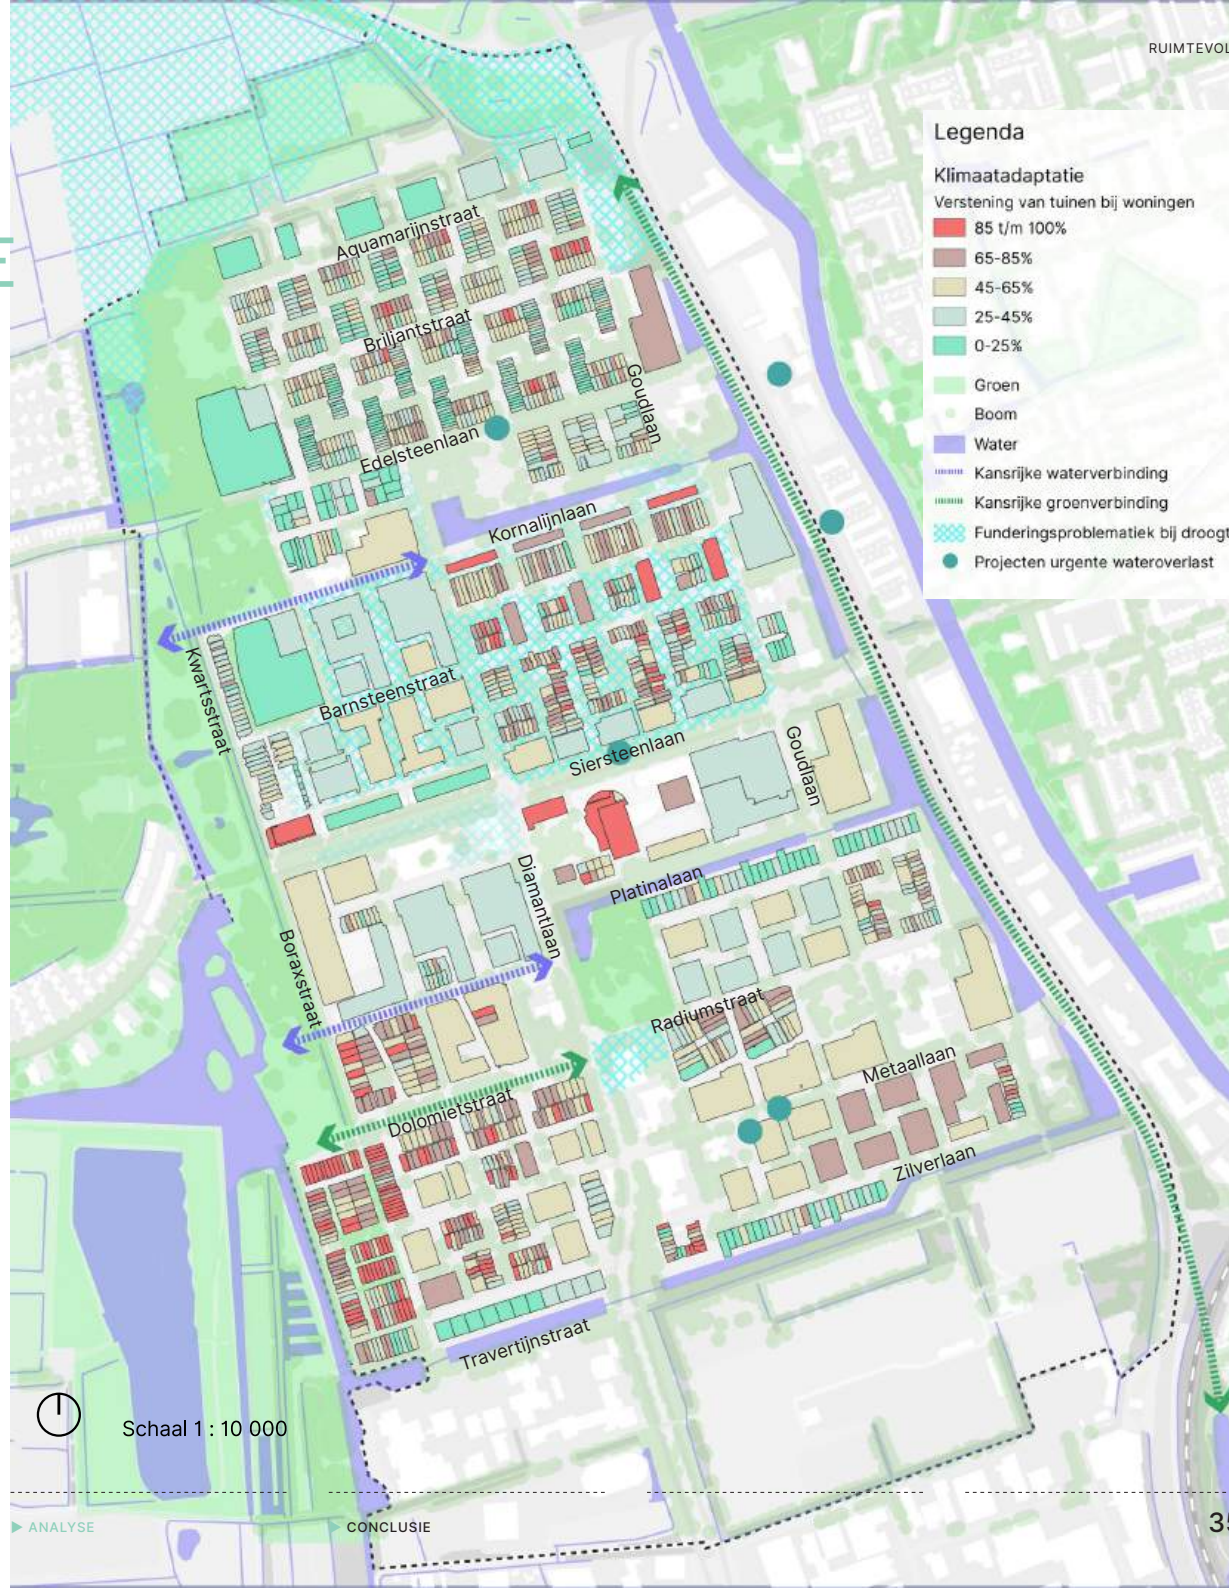 RUIMTEVOL
Legenda
Klimaatadaptatie
Verstening van tuinen bij woningen
85 t/m 100%
65-85%
45-65%
25-45%
0-25%
Groen
Boom
Water
Kansrijke waterverbinding
Kansrijke groenverbinding
Funderingsproblematiek bij droogt
Projecten urgente wateroverlast
Aquamarijnstraat
Briljantstraat
Goudlaan
Edelsteenlaan
Kornalijnlaan
Kwartsstraat
Barnsteenstraat
Siersteenlaan
Goudlaan
Diamantlaan
Platinalaan
Boraxstraat
Radiumstraat
Metaallaan
Dolomietstraat
Zilverlaan
Travertijnstraat
Schaal 1 : 10 000
ANALYSE
CONCLUSIE